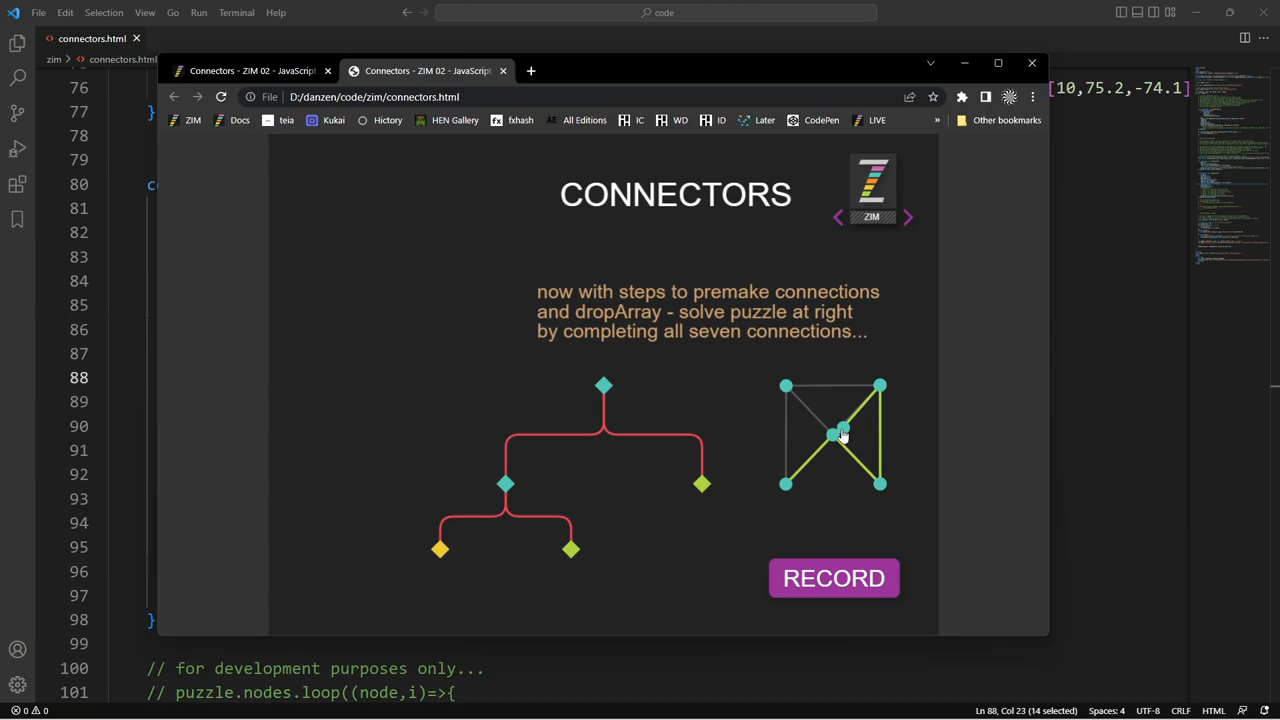 File Edit Selection View Go Run Terminal Help
code
connectors.html
zim > connectors.html
Connectors - ZIM 02 - JavaScript
Connectors - ZIM 02 - JavaScript
File D:/danzen/code/zim/connectors.html
ZIM Docs teia Kukai Hictory HEN Gallery fxhash All Editions IC WD ID Later CodePen LIVE » Other bookmarks
76
[10,75.2,-74.1]
77 }
78
79
80 co
81
82
83
84
85
86
87
88
89
90
91
92
93
94
95
96
97
98 }
99
100 // for development purposes only...
101 // puzzle.nodes.loop((node,i)=>{
CONNECTORS
ZIM
now with steps to premake connections
and dropArray - solve puzzle at right
by completing all seven connections...
RECORD
0 0
Ln 88, Col 23 (14 selected) Spaces: 4 UTF-8 CRLF HTML